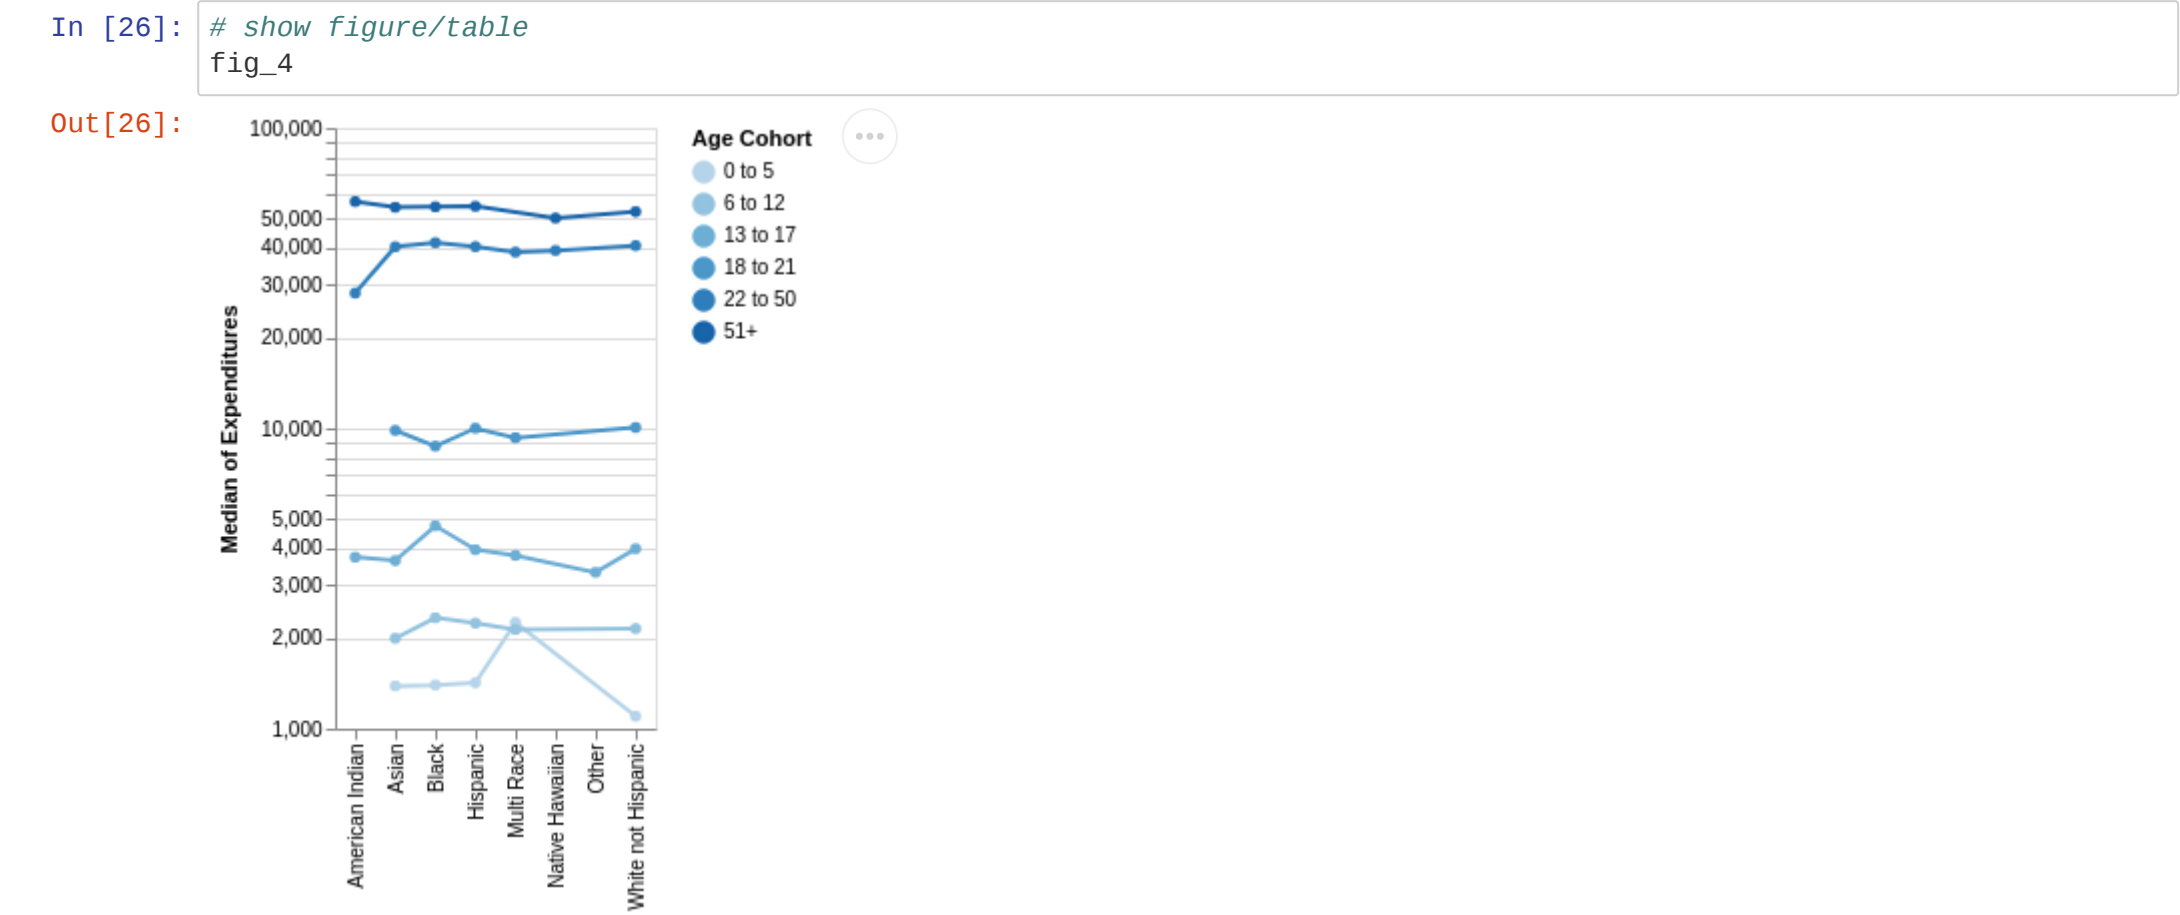 In [26]:
# show figure/table
fig_4
Out[26]:
100,000
50,000
40,000
30,000
20,000
10,000
5,000
4,000
3,000
2,000
1,000
Median of Expenditures
American Indian
Asian
Black
Hispanic
Multi Race
Native Hawaiian
Other
White not Hispanic
Age Cohort
0 to 5
6 to 12
13 to 17
18 to 21
22 to 50
51+